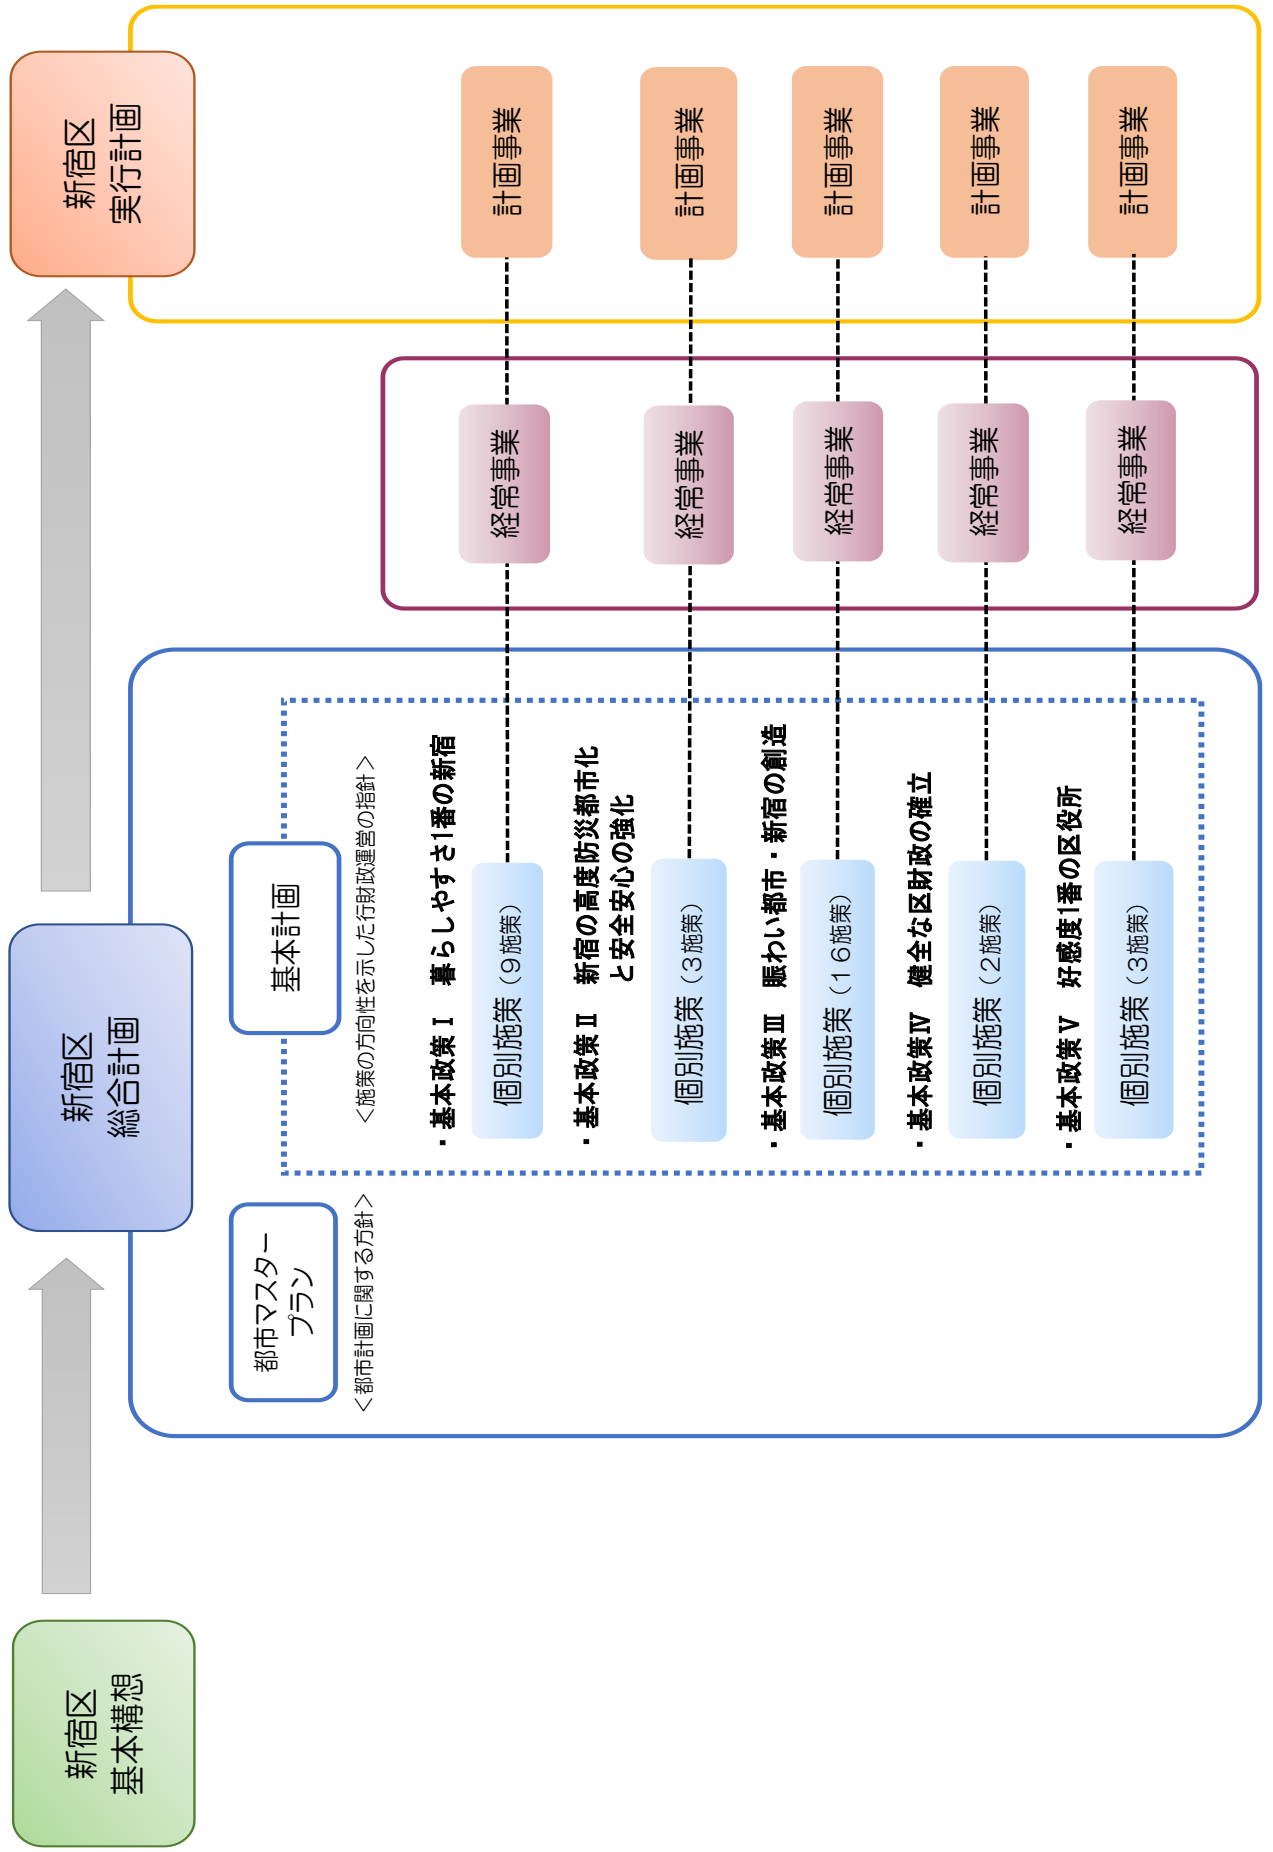 新宿区
基本構想
新宿区
総合計画
新宿区
実行計画
都市マスター
プラン
＜都市計画に関する方針＞
基本計画
＜施策の方向性を示した行財政運営の指針＞
・基本政策Ⅰ　暮らしやすさ1番の新宿
個別施策（9施策）
経常事業
計画事業
・基本政策Ⅱ　新宿の高度防災都市化
と安全安心の強化
個別施策（3施策）
経常事業
計画事業
・基本政策Ⅲ　賑わい都市・新宿の創造
個別施策（16施策）
経常事業
計画事業
・基本政策Ⅳ　健全な区財政の確立
個別施策（2施策）
経常事業
計画事業
・基本政策Ⅴ　好感度1番の区役所
個別施策（3施策）
経常事業
計画事業